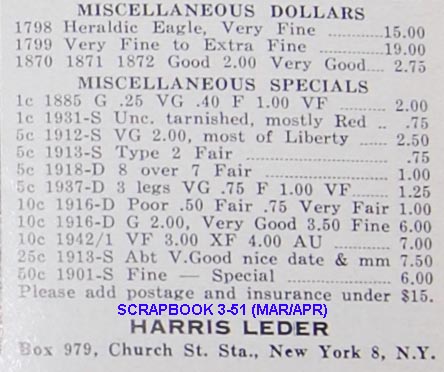 MISCELLANEOUS DOLLARS
1798 Heraldic Eagle, Very Fine ............15.00
1799 Very Fine to Extra Fine ............ 19.00
1870 1871 1872 Good 2.00 Very Good.... 2.75
MISCELLANEOUS SPECIALS
1c 1885 G .25 VG .40 F 1.00 VF ........ 2.00
1c 1931-S Unc. tarnished, mostly Red .. .75
5c 1912-S VG 2.00, most of Liberty ...... 2.50
5c 1913-S Type 2 Fair .................... .75
5c 1918-D 8 over 7 Fair .................. 1.00
5c 1937-D 3 legs VG .75 F 1.00 VF..... 1.25
10c 1916-D Poor .50 Fair .75 Very Fair 1.00
10c 1916-D G 2.00, Very Good 3.50 Fine 6.00
10c 1942/1 VF 3.00 XF 4.00 AU ........ 7.00
25c 1913-S Abt V.Good nice date & mm 7.50
50c 1901-S Fine — Special .............. 6.00
Please add postage and insurance under $15.
SCRAPBOOK 3-51 (MAR/APR)
HARRIS LEDER
Box 979, Church St. Sta., New York 8, N.Y.